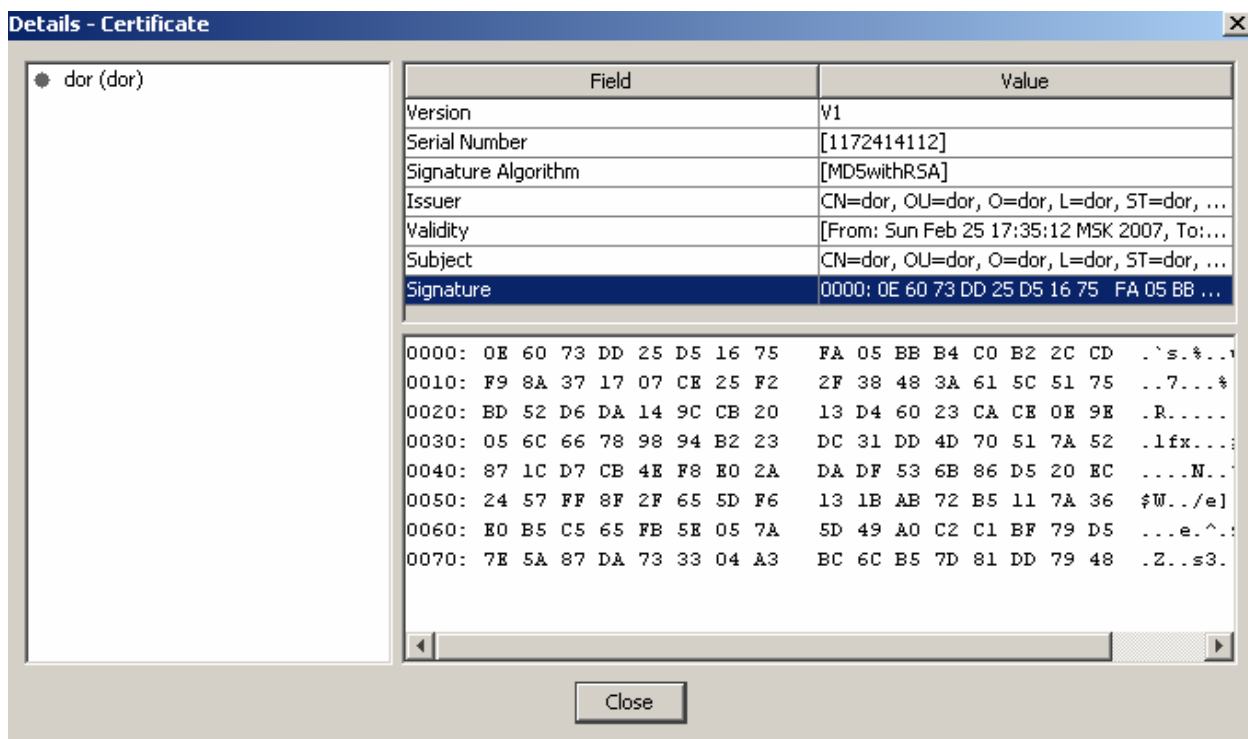 Details - Certificate
dor (dor)
Field Value
Version V1
Serial Number [1172414112]
Signature Algorithm [MD5withRSA]
Issuer CN=dor, OU=dor, O=dor, L=dor, ST=dor, ...
Validity [From: Sun Feb 25 17:35:12 MSK 2007, To:...
Subject CN=dor, OU=dor, O=dor, L=dor, ST=dor, ...
Signature 0000: 0E 60 73 DD 25 D5 16 75 FA 05 BB ...
0000: 0E 60 73 DD 25 D5 16 75 FA 05 BB B4 C0 B2 2C CD .`s.%..
0010: F9 8A 37 17 07 CE 25 F2 2F 38 48 3A 61 5C 51 75 ..7...%
0020: BD 52 D6 DA 14 9C CB 20 13 D4 60 23 CA CE 0E 9E .R.....
0030: 05 6C 66 78 98 94 B2 23 DC 31 DD 4D 70 51 7A 52 .lfx...
0040: 87 1C D7 CB 4E F8 E0 2A DA DF 53 6B 86 D5 20 EC ....N..
0050: 24 57 FF 8F 2F 65 5D F6 13 1B AB 72 B5 11 7A 36 $W../e]
0060: E0 B5 C5 65 FB 5E 05 7A 5D 49 A0 C2 C1 BF 79 D5 ...e.^.
0070: 7E 5A 87 DA 73 33 04 A3 BC 6C B5 7D 81 DD 79 48 .Z..s3.
Close